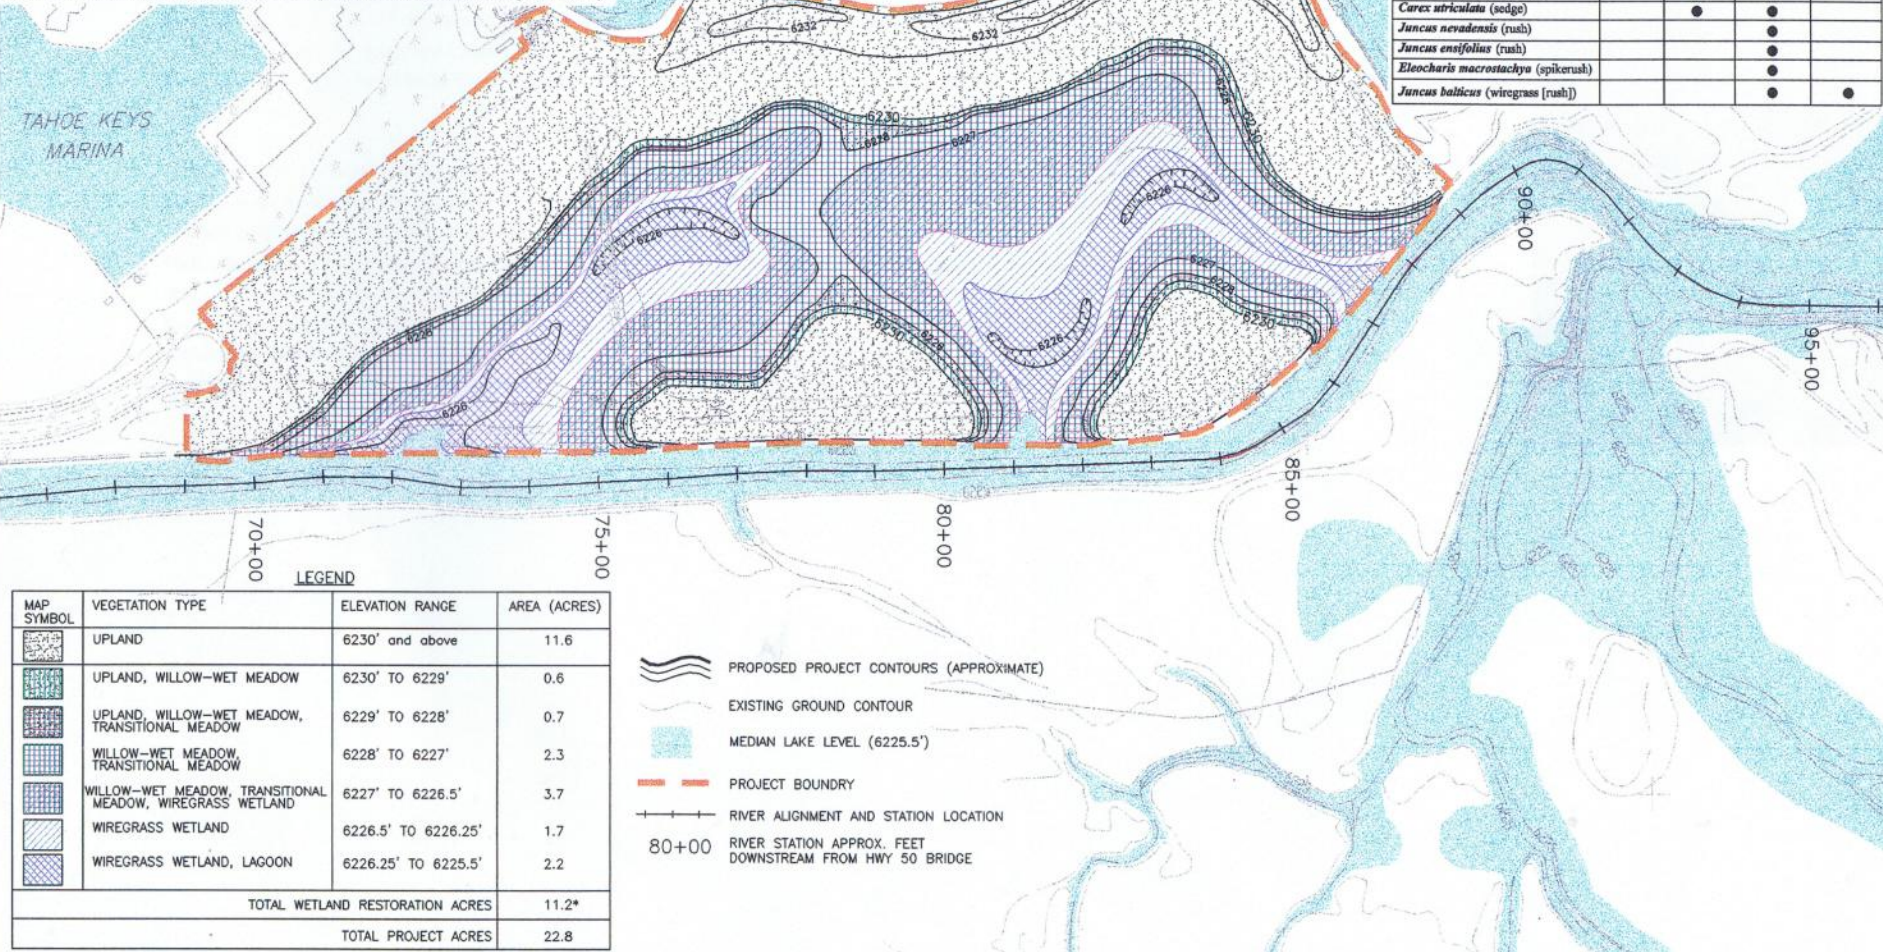 Carex utriculata (sedge) ● ●
Juncus nevadensis (rush) ●
Juncus ensifolius (rush) ●
Eleocharis macrostachya (spikerush) ●
Juncus balticus (wiregrass [rush]) ● ●
6232
6232
TAHOE KEYS
MARINA
6230
6228
6227
6228
6230
6226
6226
6226
6226
6226
6227
6228
6230
6230
6228
6226
90+00
95+00
70+00
75+00
80+00
85+00
LEGEND
MAP
SYMBOL
VEGETATION TYPE
ELEVATION RANGE
AREA (ACRES)
UPLAND 6230' and above 11.6
UPLAND, WILLOW-WET MEADOW 6230' TO 6229' 0.6
UPLAND, WILLOW-WET MEADOW,
TRANSITIONAL MEADOW 6229' TO 6228' 0.7
WILLOW-WET MEADOW,
TRANSITIONAL MEADOW 6228' TO 6227' 2.3
WILLOW-WET MEADOW, TRANSITIONAL
MEADOW, WIREGRASS WETLAND 6227' TO 6226.5' 3.7
WIREGRASS WETLAND 6226.5' TO 6226.25' 1.7
WIREGRASS WETLAND, LAGOON 6226.25' TO 6225.5' 2.2
TOTAL WETLAND RESTORATION ACRES 11.2*
TOTAL PROJECT ACRES 22.8
PROPOSED PROJECT CONTOURS (APPROXIMATE)
EXISTING GROUND CONTOUR
MEDIAN LAKE LEVEL (6225.5')
PROJECT BOUNDRY
RIVER ALIGNMENT AND STATION LOCATION
80+00 RIVER STATION APPROX. FEET
DOWNSTREAM FROM HWY 50 BRIDGE